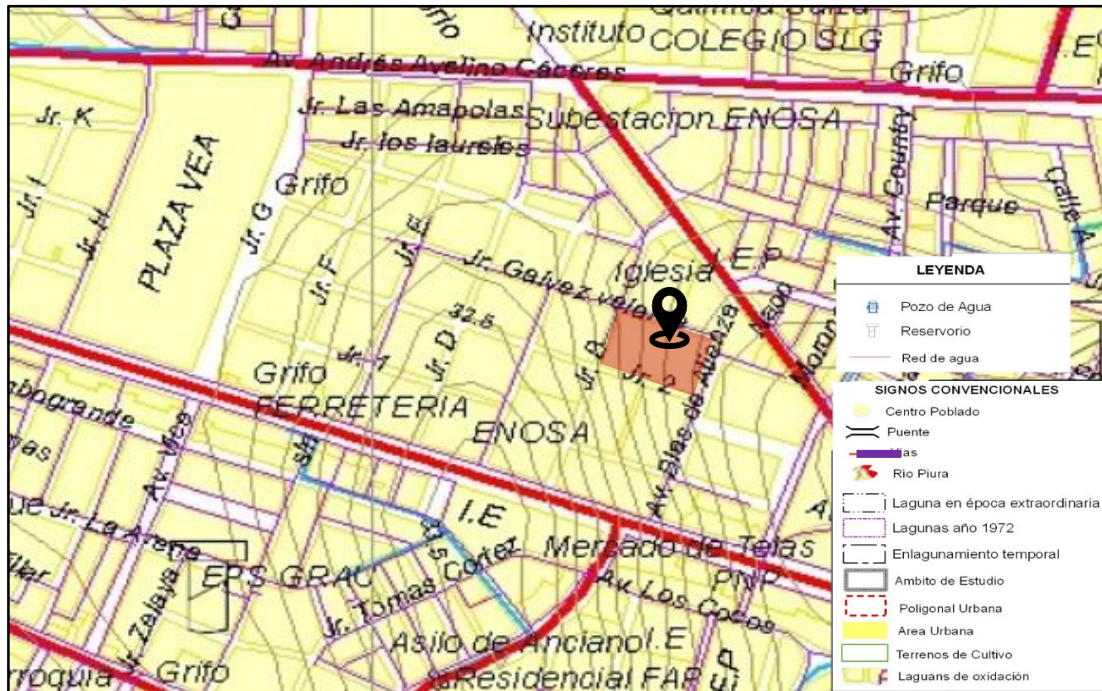 Instituto
COLEGIO SLG
Grifo
I.E
Av. Andrés Avelino Cáceres
Jr. Las Amapolas
Subestacion ENOSA
Jr. K
Jr. los laureles
Jr. I
Jr. H
PLAZA VEA
Grifo
Jr. G
Jr. F
Jr. E
Av. Country
Parque
Calle A
Jr. Galvez
Iglesia
I.E.P
32.5
Jr. D
Jr. A
Jr. B
Jr. 2
Av. Blas de Atienza
Grifo
FERRETERIA
ENOSA
Av. Vice
I.E
Mercado de Telas
PNP
Jr. La Arena
EPS GRAU
Jr. Zelaya
Jr. Tomas Cortez
Av. Los Cocos
Asilo de Anciano
I.E
Residencial FAP
Grifo
LEYENDA
Pozo de Agua
Reservorio
Red de agua
SIGNOS CONVENCIONALES
Centro Poblado
Puente
Rio Piura
Laguna en época extraordinaria
Lagunas año 1972
Enlagunamiento temporal
Ambito de Estudio
Poligonal Urbana
Area Urbana
Terrenos de Cultivo
Laguans de oxidación